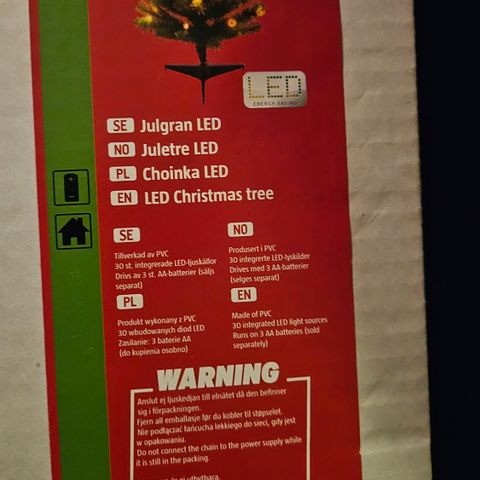 LED
ENERGY SAVING
SE Julgran LED
NO Juletre LED
PL Choinka LED
EN LED Christmas tree
SE
Tillverkad av PVC
30 st. integrerade LED-ljuskällor
Drivs av 3 st. AA-batterier (säljs
separat)
NO
Produsert i PVC
30 integrerte LED-lyskilder
Drives med 3 AA-batterier
(selges separat)
PL
Produkt wykonany z PVC
30 wbudowanych diod LED
Zasilanie: 3 baterie AA
(do kupienia osobno)
EN
Made of PVC
30 integrated LED light sources
Runs on 3 AA batteries (sold
separately)
WARNING
Anslut ej ljuskedjan till elnätet då den befinner
sig i förpackningen.
Fjern all emballasje før du kobler til støpselet.
Nie podłączać łańcucha lekkiego do sieci, gdy jest
w opakowaniu.
Do not connect the chain to the power supply while
it is still in the packing.
är ej utbytbara.